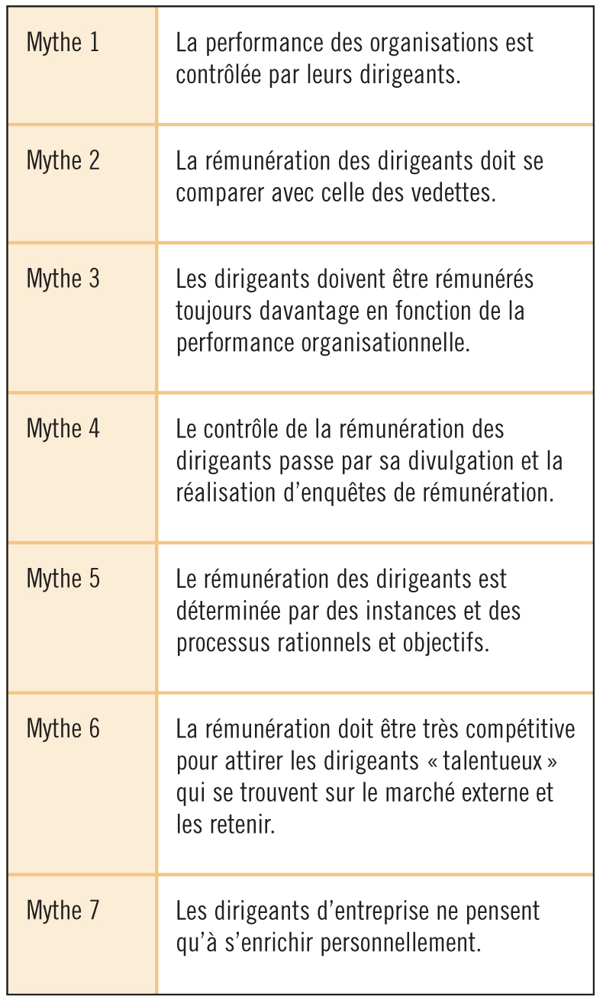 Mythe 1
La performance des organisations est
contrôlée par leurs dirigeants.
Mythe 2
La rémunération des dirigeants doit se
comparer avec celle des vedettes.
Mythe 3
Les dirigeants doivent être rémunérés
toujours davantage en fonction de la
performance organisationnelle.
Mythe 4
Le contrôle de la rémunération des
dirigeants passe par sa divulgation et la
réalisation d’enquêtes de rémunération.
Mythe 5
Le rémunération des dirigeants est
déterminée par des instances et des
processus rationnels et objectifs.
Mythe 6
La rémunération doit être très compétitive
pour attirer les dirigeants « talentueux »
qui se trouvent sur le marché externe et
les retenir.
Mythe 7
Les dirigeants d’entreprise ne pensent
qu’à s’enrichir personnellement.